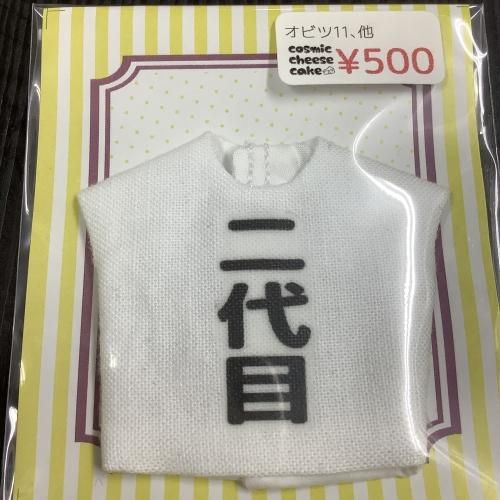 オビツ11、他
cosmic
cheese
cake
¥500
二代目